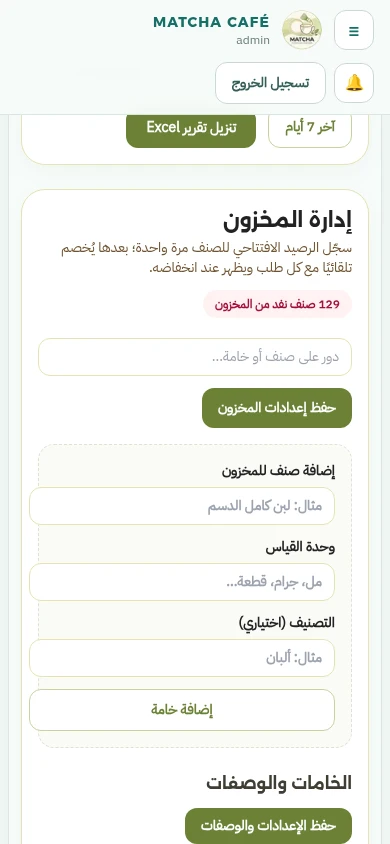 MATCHA CAFÉ
admin
MATCHA
تسجيل الخروج
آخر 7 أيام
تنزيل تقرير Excel
إدارة المخزون
سجّل الرصيد الافتتاحي للصنف مرة واحدة؛ بعدها يُخصم
تلقائيًا مع كل طلب ويظهر عند انخفاضه.
129 صنف نفد من المخزون
دور على صنف أو خامة...
حفظ إعدادات المخزون
إضافة صنف للمخزون
مثال: لبن كامل الدسم
وحدة القياس
مل، جرام، قطعة...
التصنيف (اختياري)
مثال: ألبان
إضافة خامة
الخامات والوصفات
حفظ الإعدادات والوصفات